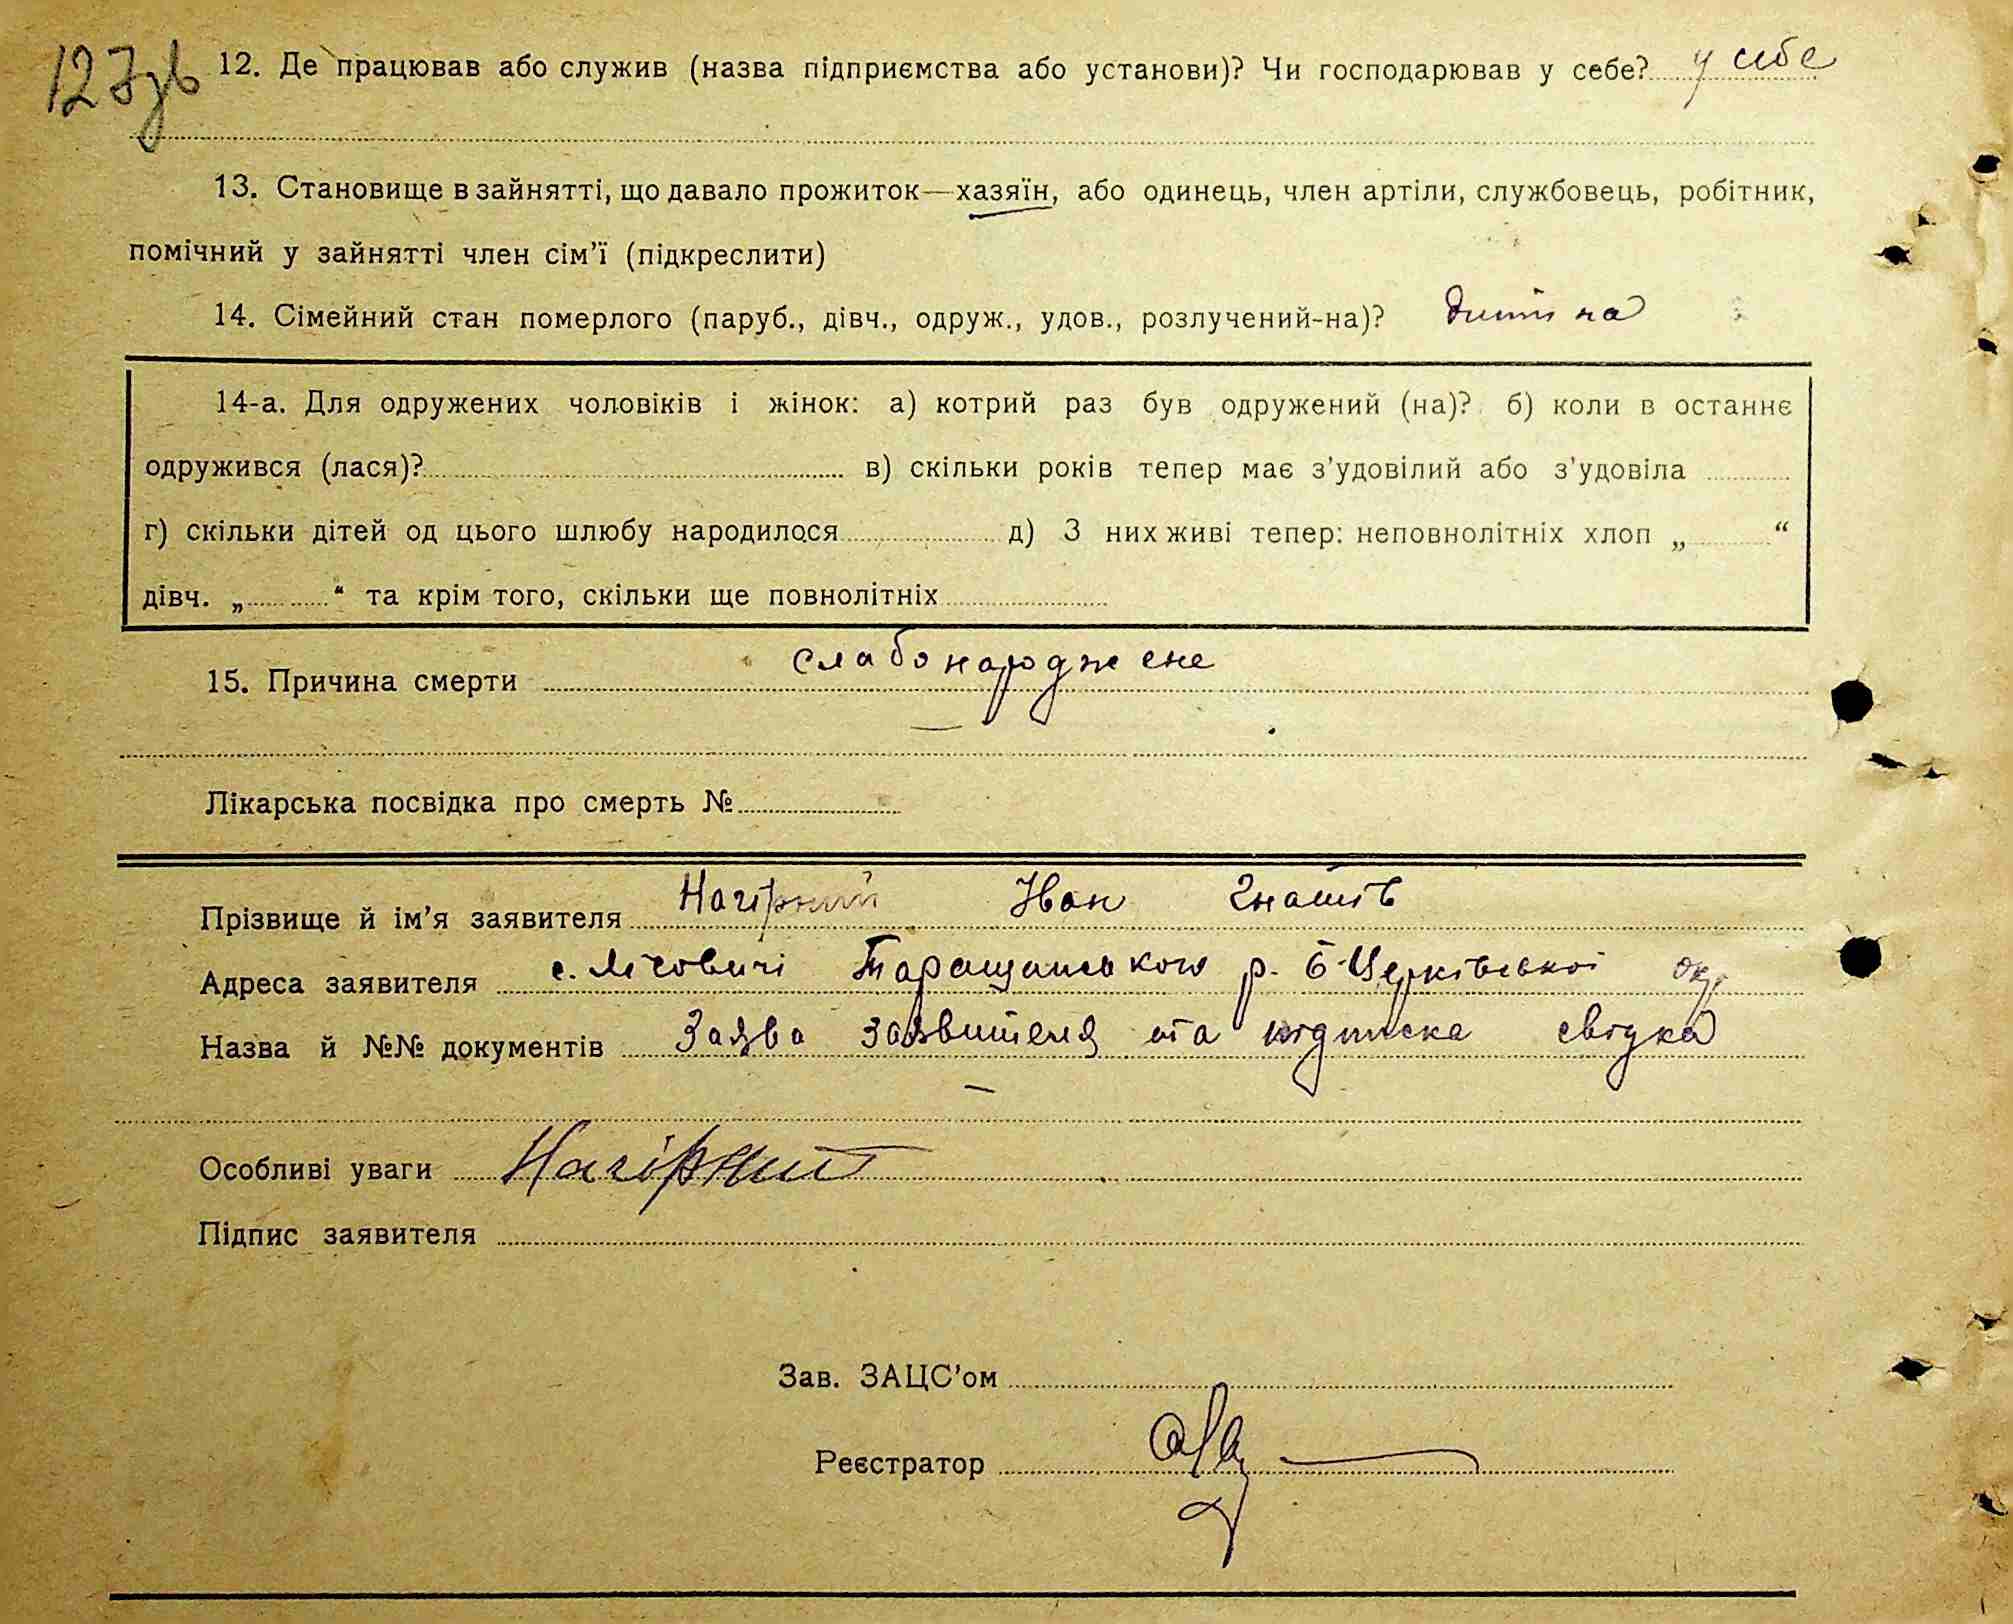 127зв 12. Де працював або служив (назва підприємства або установи)? Чи господарював у себе? у себе
13. Становище в зайнятті, що давало прожиток—хазяїн, або одинець, член артіли, службовець, робітник,
помічний у зайнятті член сім'ї (підкреслити)
14. Сімейний стан померлого (паруб., дівч., одруж., удов., розлучений-на)? дитина
14-а. Для одружених чоловіків і жінок: а) котрий раз був одружений (на)? б) коли в останнє
одружився (лася)? в) скільки років тепер має з'удовілий або з'удовіла
г) скільки дітей од цього шлюбу народилося д) З них живі тепер: неповнолітніх хлоп „ “
дівч. „ “ та крім того, скільки ще повнолітніх
15. Причина смерти слабонароджене
Лікарська посвідка про смерть №
Прізвище й ім'я заявителя Нагірний Іван Гнатів
Адреса заявителя с. Лісовичі Таращанського р. Б-Церківської окр.
Назва й №№ документів Заява заявителя та підписка свідка
Особливі уваги Нагірний
Підпис заявителя
Зав. ЗАЦС'ом
Реєстратор